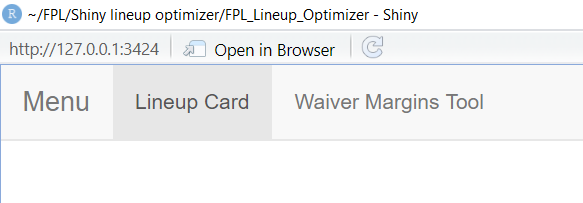 R ~/FPL/Shiny lineup optimizer/FPL_Lineup_Optimizer - Shiny
http://127.0.0.1:3424 Open in Browser
Menu Lineup Card Waiver Margins Tool